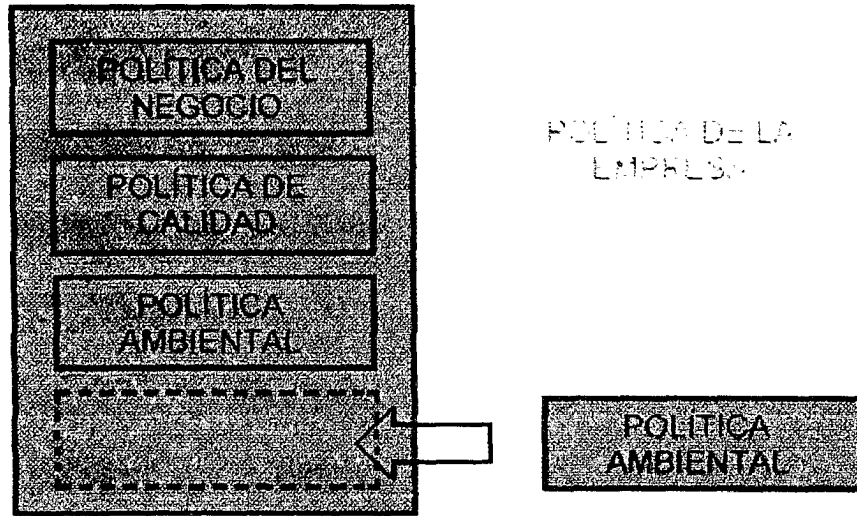 POLÍTICA DEL
NEGOCIO
POLÍTICA DE
CALIDAD
POLÍTICA
AMBIENTAL
POLÍTICA DE LA
EMPRESA
POLÍTICA
AMBIENTAL